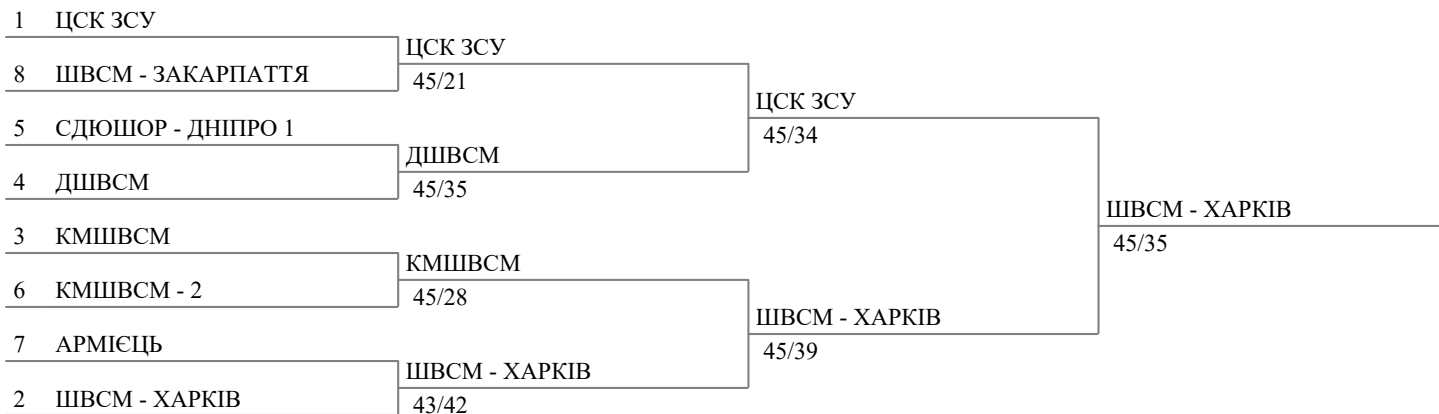 1 ЦСК ЗСУ
8 ШВСМ - ЗАКАРПАТТЯ
5 СДЮШОР - ДНІПРО 1
4 ДШВСМ
3 КМШВСМ
6 КМШВСМ - 2
7 АРМІЄЦЬ
2 ШВСМ - ХАРКІВ
ЦСК ЗСУ
45/21
ДШВСМ
45/35
КМШВСМ
45/28
ШВСМ - ХАРКІВ
43/42
ЦСК ЗСУ
45/34
ШВСМ - ХАРКІВ
45/39
ШВСМ - ХАРКІВ
45/35